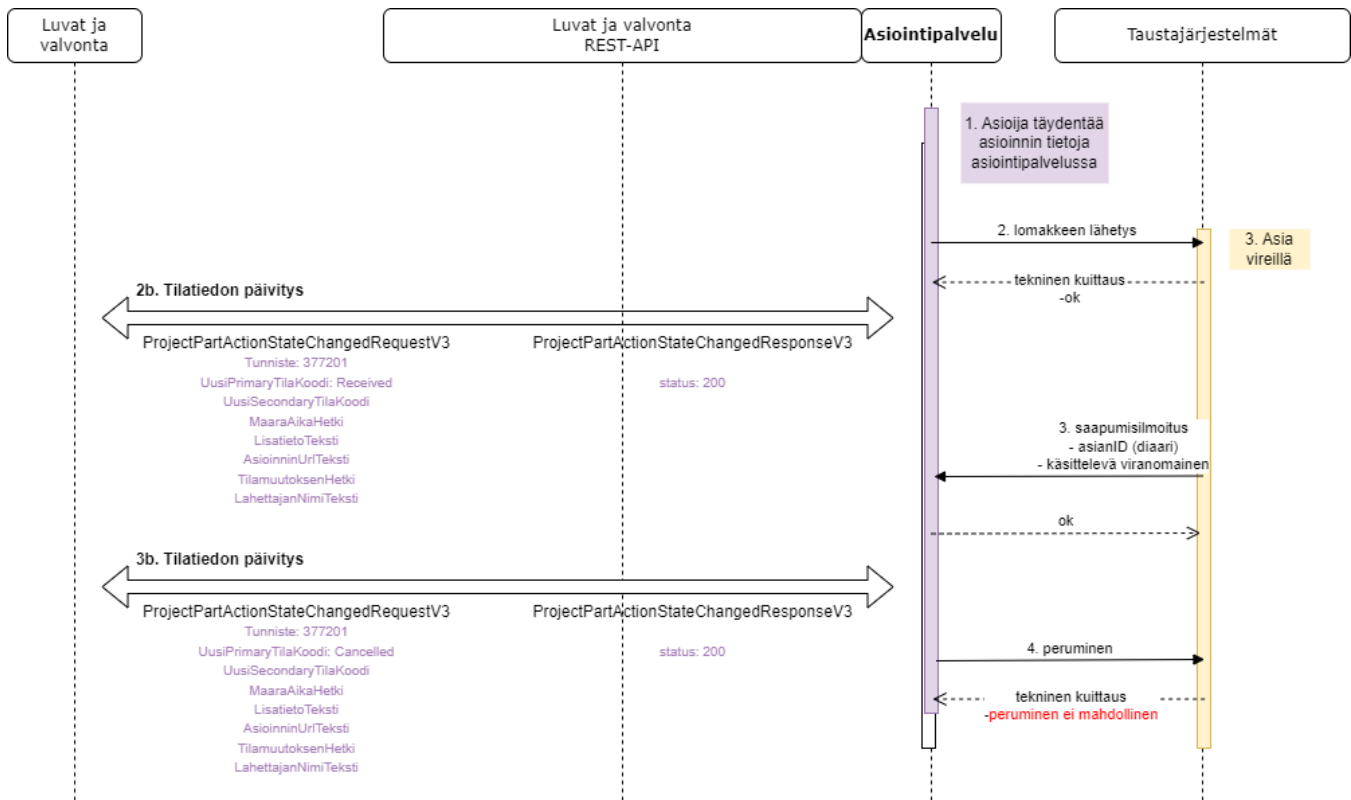 Luvat ja
valvonta
Luvat ja valvonta
REST-API
Asiointipalvelu
Taustajärjestelmät
1. Asioija täydentää
asioinnin tietoja
asiointipalvelussa
2. lomakkeen lähetys
3. Asia
vireillä
tekninen kuittaus
-ok
2b. Tilatiedon päivitys
ProjectPartActionStateChangedRequestV3
ProjectPartActionStateChangedResponseV3
Tunniste: 377201
UusiPrimaryTilaKoodi: Received
status: 200
UusiSecondaryTilaKoodi
MaaraAikaHetki
LisatietoTeksti
AsioinninUrlTeksti
TilamuutoksenHetki
LahettajanNimiTeksti
3. saapumisilmoitus
- asianID (diaari)
- käsittelevä viranomainen
ok
3b. Tilatiedon päivitys
ProjectPartActionStateChangedRequestV3
ProjectPartActionStateChangedResponseV3
Tunniste: 377201
UusiPrimaryTilaKoodi: Cancelled
status: 200
UusiSecondaryTilaKoodi
MaaraAikaHetki
LisatietoTeksti
AsioinninUrlTeksti
TilamuutoksenHetki
LahettajanNimiTeksti
4. peruminen
tekninen kuittaus
-peruminen ei mahdollinen